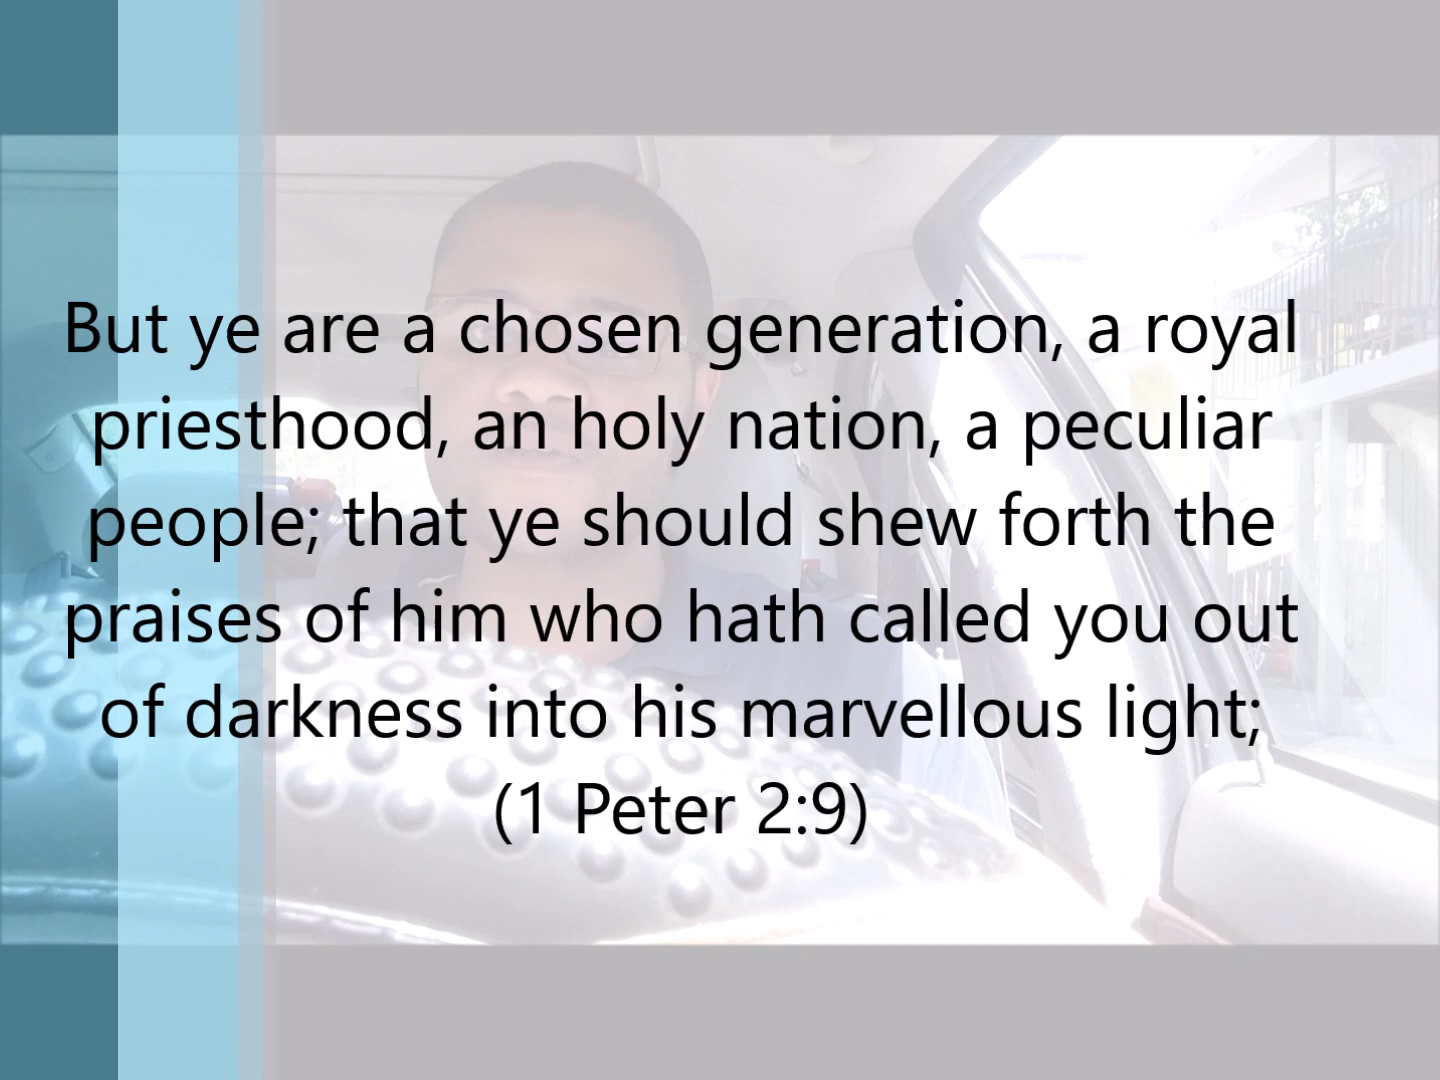 But ye are a chosen generation, a royal
priesthood, an holy nation, a peculiar
people; that ye should shew forth the
praises of him who hath called you out
of darkness into his marvellous light;
(1 Peter 2:9)